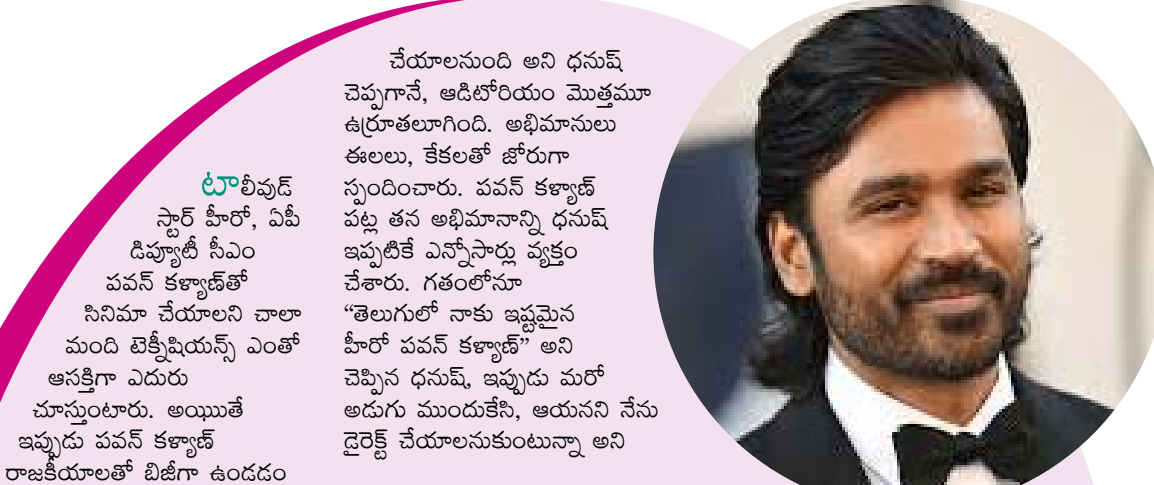 టాలీవుడ్
స్టార్ హీరో, ఏపీ
డిప్యూటీ సీఎం
పవన్ కళ్యాణ్‌తో
సినిమా చేయాలని చాలా
మంది టెక్నీషియన్స్ ఎంతో
ఆసక్తిగా ఎదురు
చూస్తుంటారు. అయితే
ఇప్పుడు పవన్ కళ్యాణ్
రాజకీయాలతో బిజీగా ఉండడం
చేయాలనుంది అని ధనుష్
చెప్పగానే, ఆడిటోరియం మొత్తమూ
ఉర్రూతలూగింది. అభిమానులు
ఈలలు, కేకలతో జోరుగా
స్పందించారు. పవన్ కళ్యాణ్
పట్ల తన అభిమానాన్ని ధనుష్
ఇప్పటికే ఎన్నోసార్లు వ్యక్తం
చేశారు. గతంలోనూ
“తెలుగులో నాకు ఇష్టమైన
హీరో పవన్ కళ్యాణ్” అని
చెప్పిన ధనుష్, ఇప్పుడు మరో
అడుగు ముందుకేసి, ఆయనని నేను
డైరెక్ట్ చేయాలనుకుంటున్నా అని